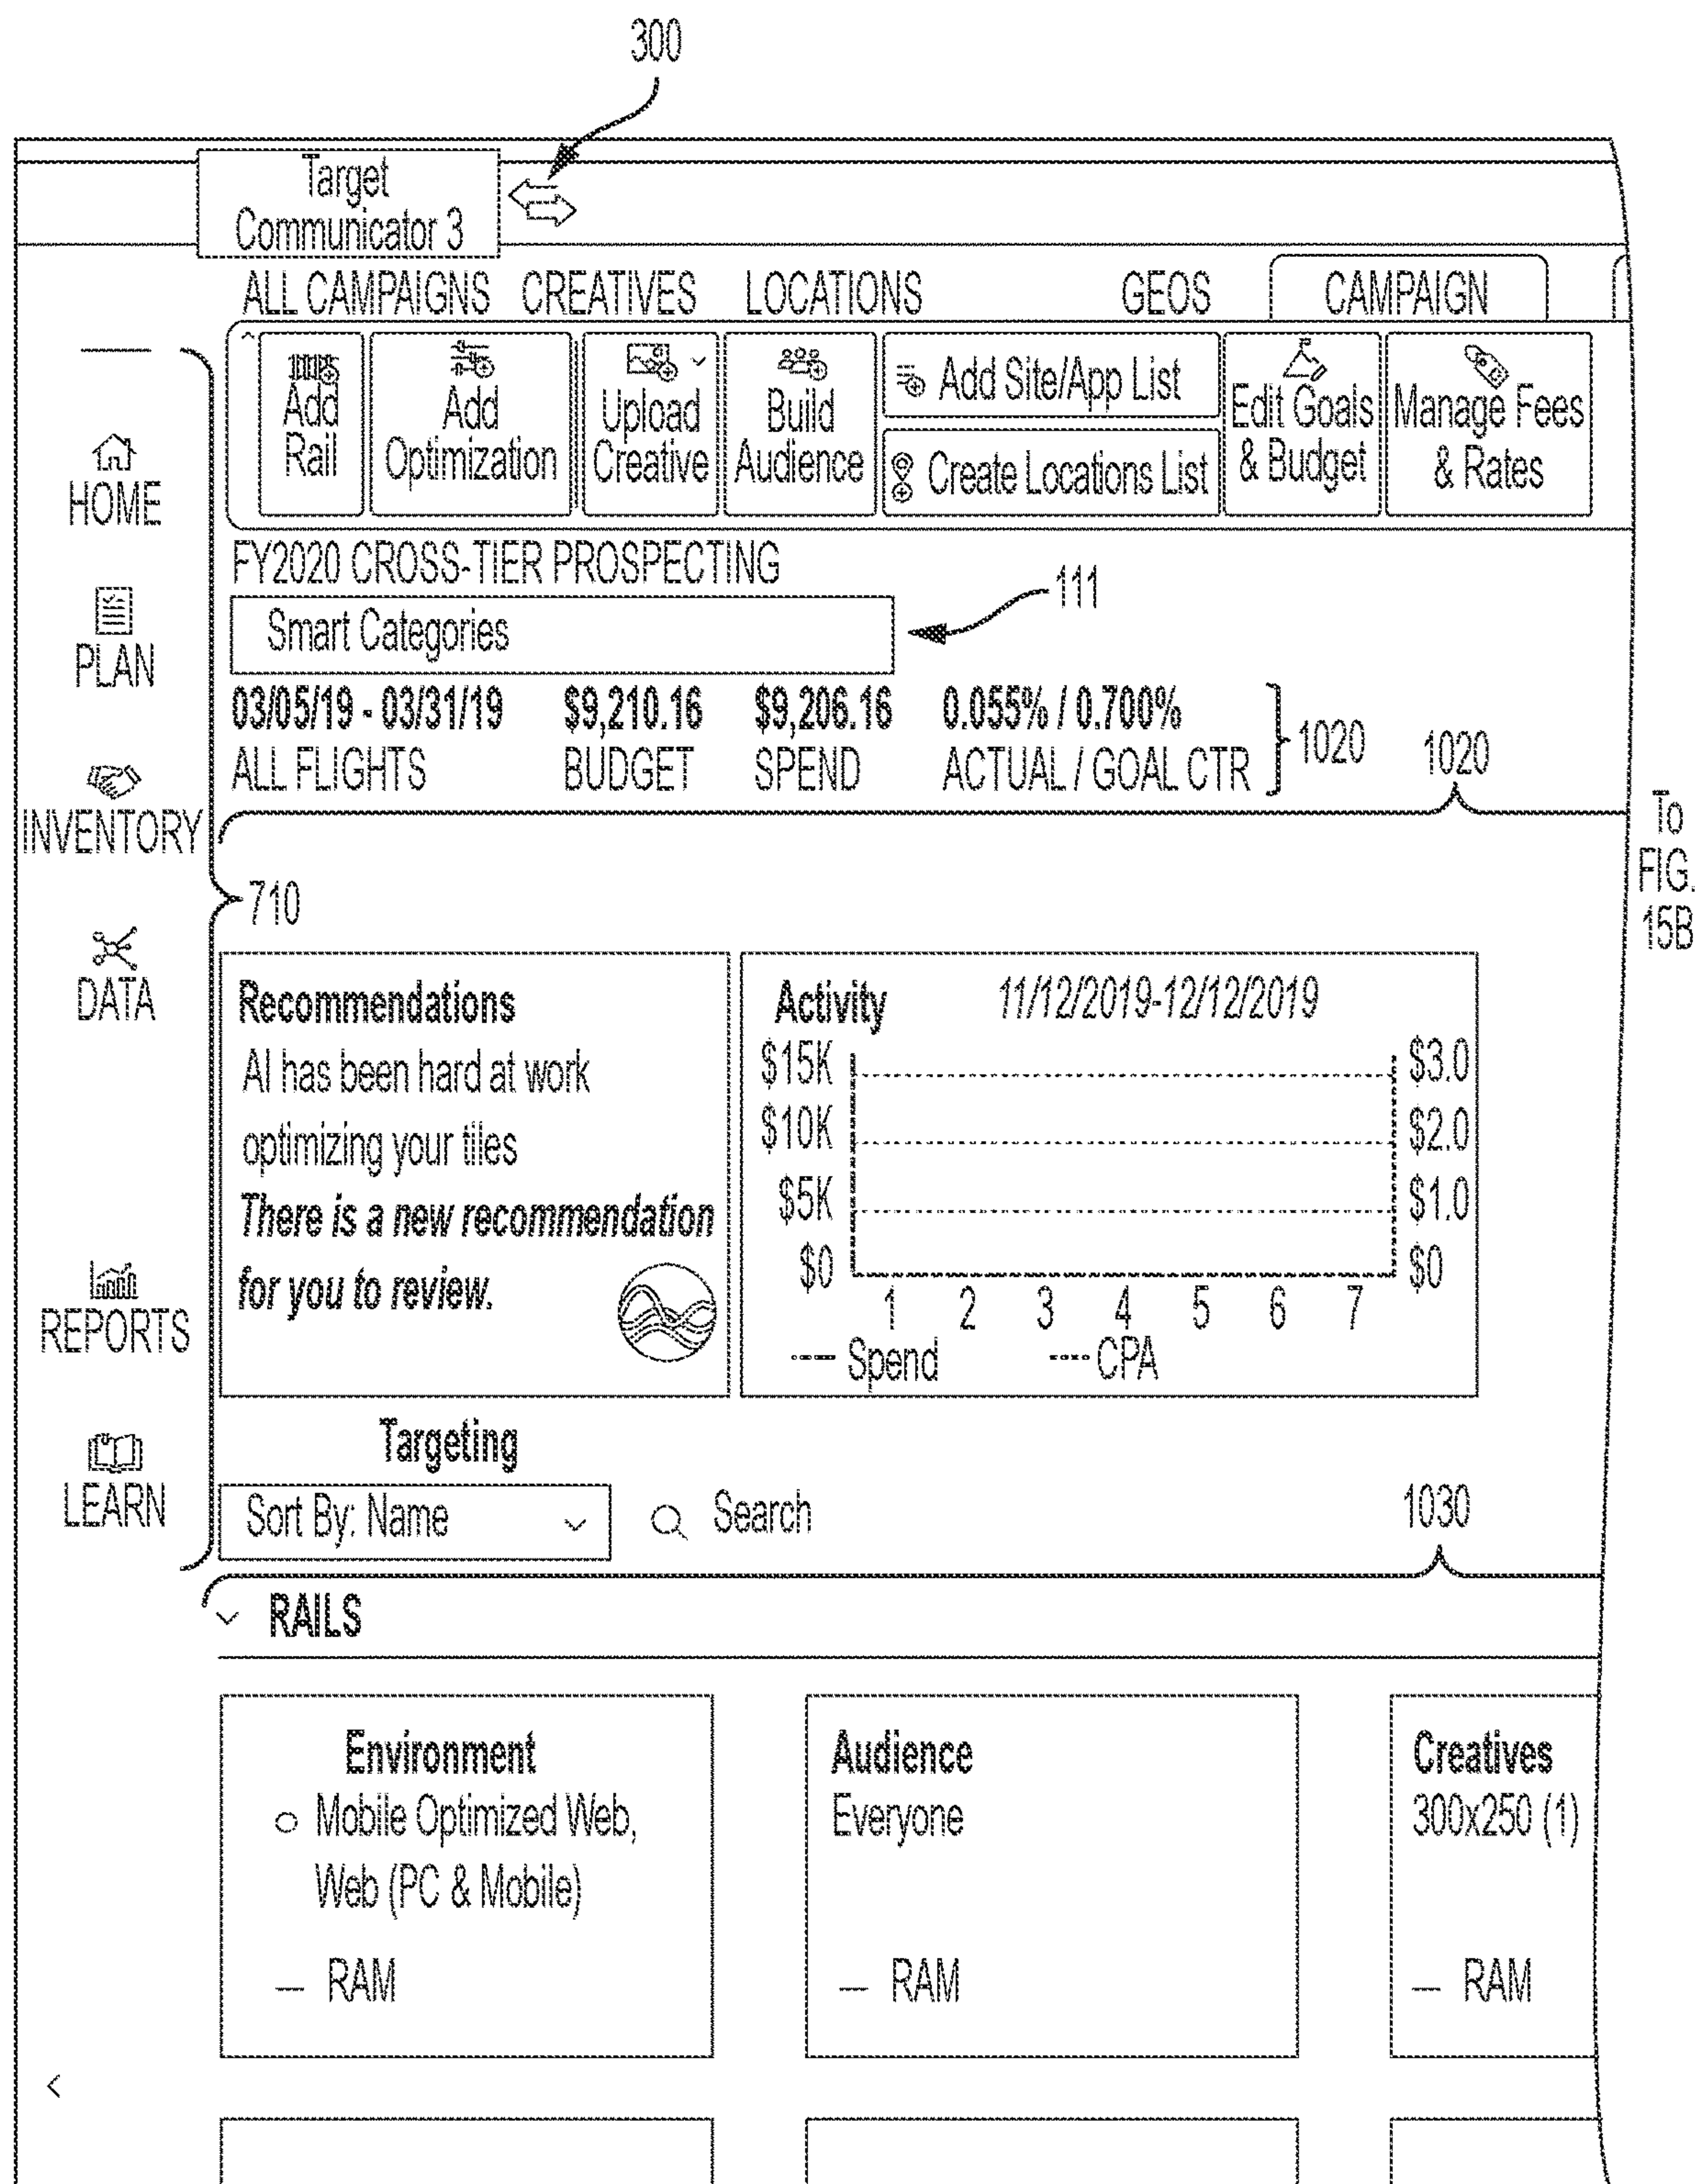 300
Target
Communicator 3
ALL CAMPAIGNS CREATIVES LOCATIONS GEOS CAMPAIGN
Add
Rail
Add
Optimization
Upload
Creative
Build
Audience
Add Site/App List
Create Locations List
Edit Goals
& Budget
Manage Fees
& Rates
HOME
PLAN
INVENTORY
DATA
REPORTS
LEARN
710
FY2020 CROSS-TIER PROSPECTING
Smart Categories
111
03/05/19 - 03/31/19 $9,210.16 $9,206.16 0.055% / 0.700%
ALL FLIGHTS BUDGET SPEND ACTUAL / GOAL CTR
1020
1020
To
FIG.
15B
Recommendations
AI has been hard at work
optimizing your tiles
There is a new recommendation
for you to review.
Activity 11/12/2019-12/12/2019
$15K $3.0
$10K $2.0
$5K $1.0
$0 $0
1 2 3 4 5 6 7
Spend CPA
Targeting
Sort By: Name Search
1030
RAILS
Environment
Mobile Optimized Web,
Web (PC & Mobile)
RAM
Audience
Everyone
RAM
Creatives
300x250 (1)
RAM